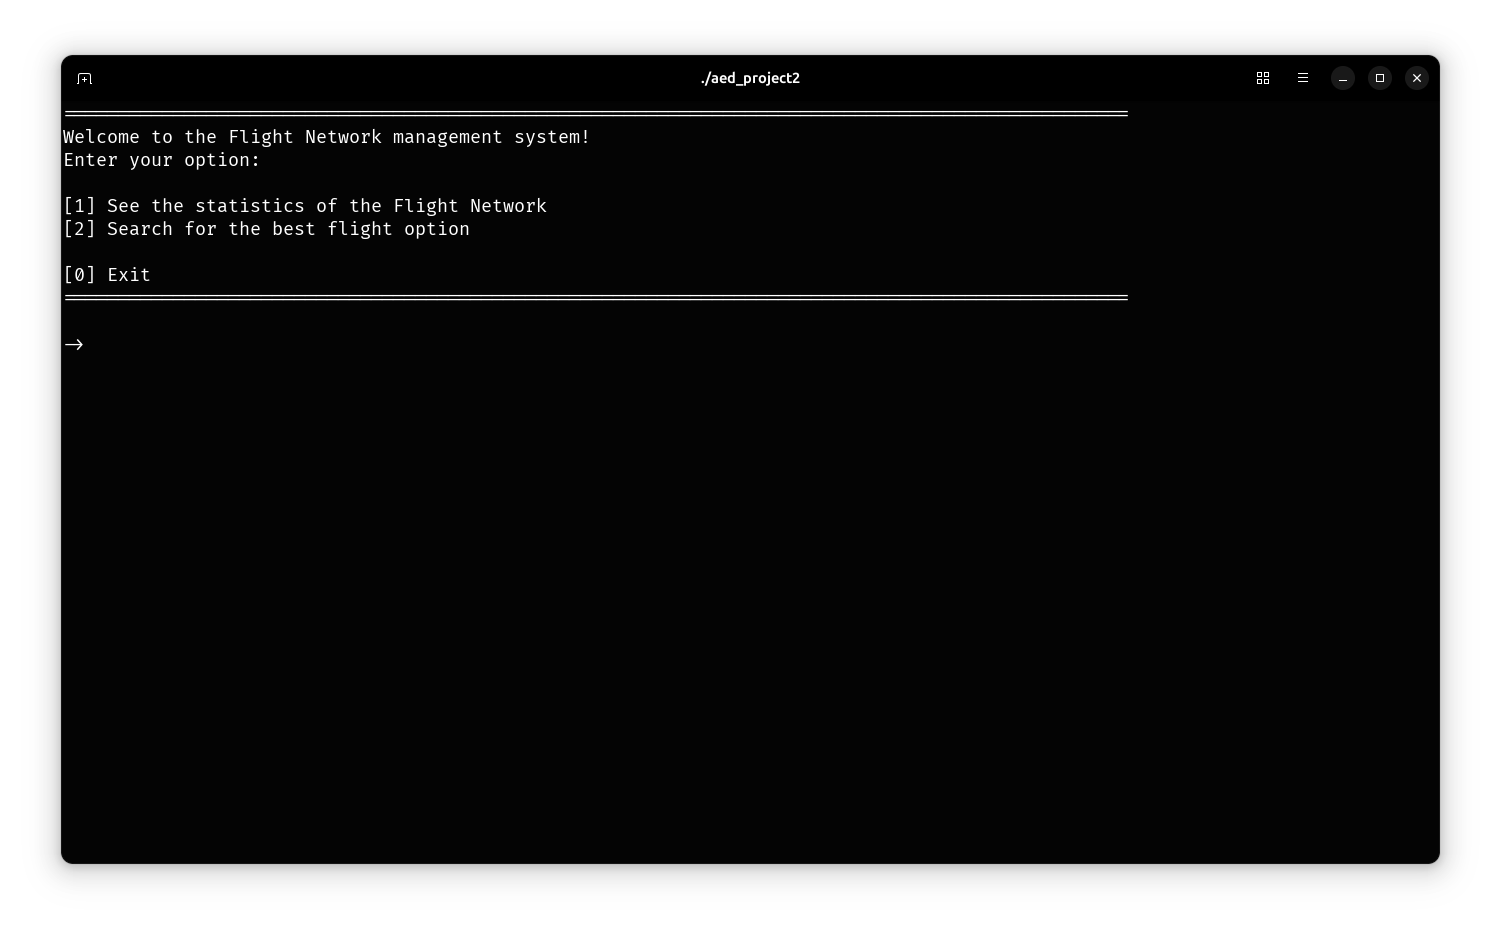 ./aed_project2
Welcome to the Flight Network management system!
Enter your option:
[1] See the statistics of the Flight Network
[2] Search for the best flight option
[0] Exit
->